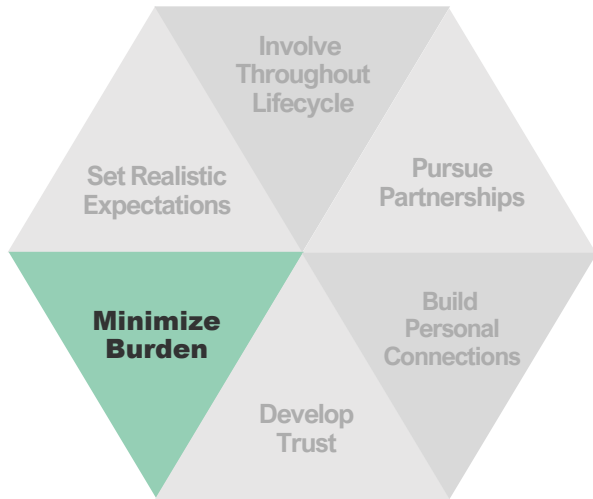 Involve
Throughout
Lifecycle
Pursue
Partnerships
Build
Personal
Connections
Develop
Trust
Minimize
Burden
Set Realistic
Expectations